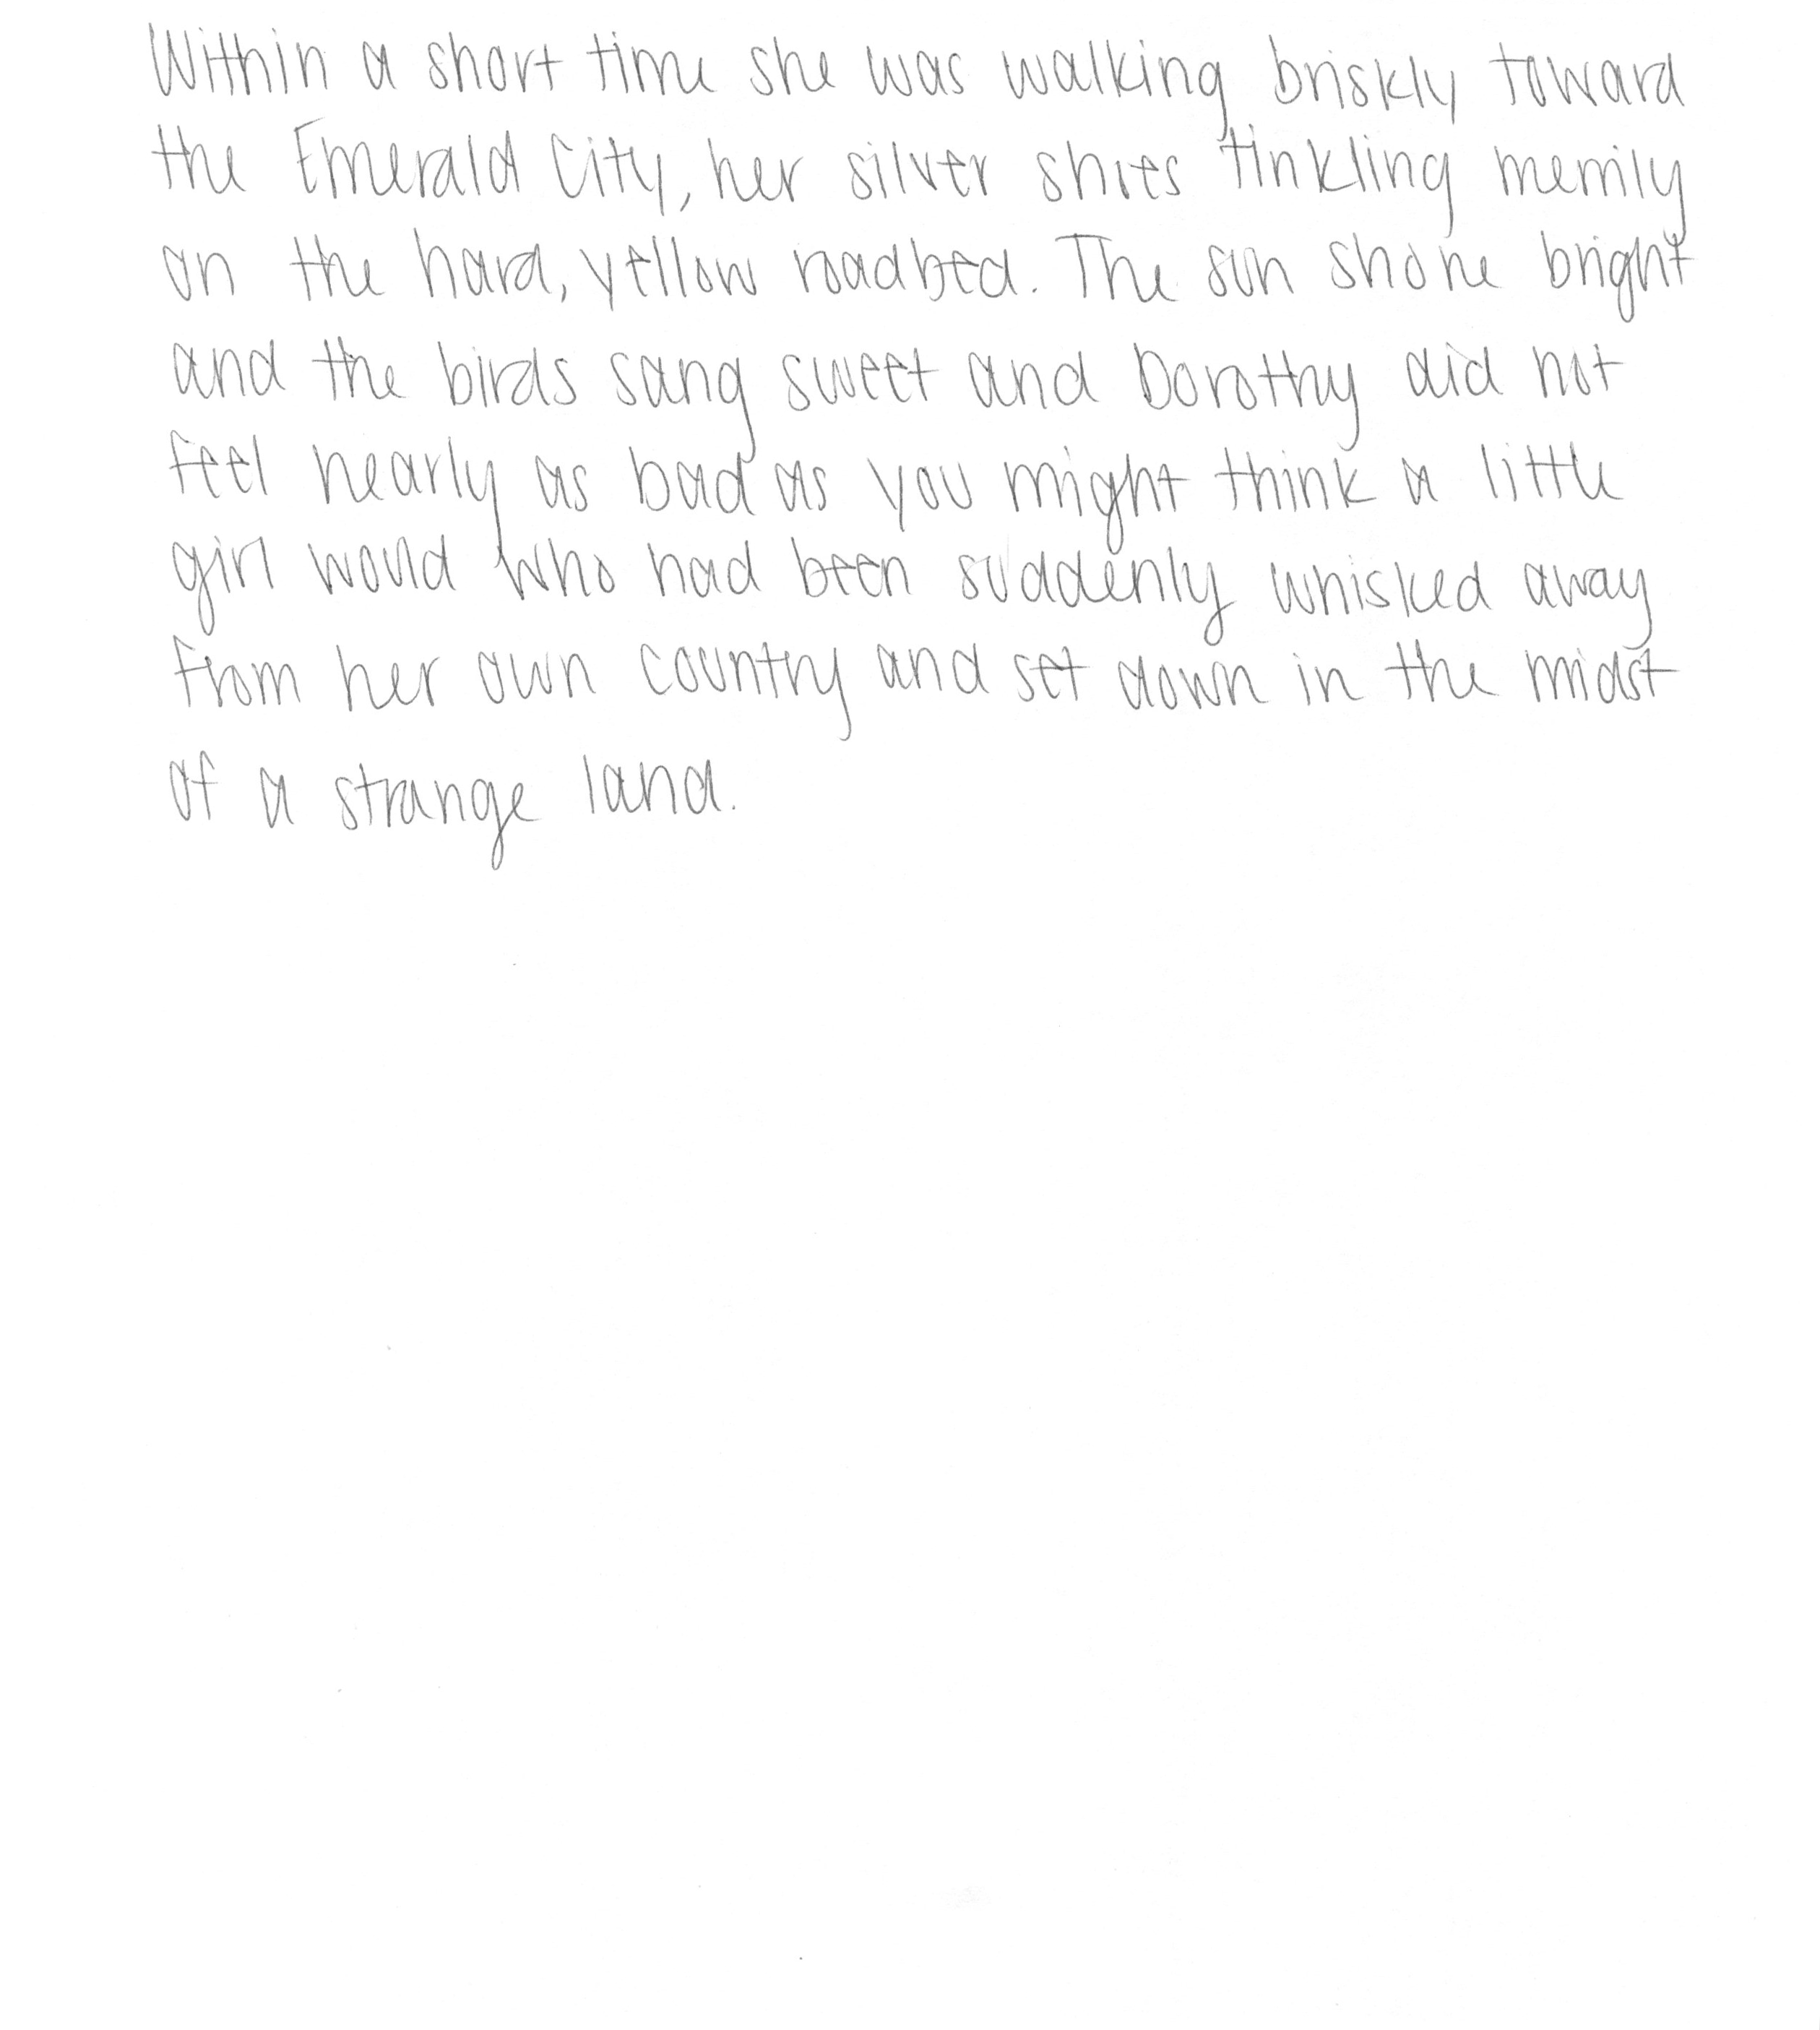 Within a short time she was walking briskly toward
the Emerald City, her silver shoes tinkling merrily
on the hard, yellow roadbed. The sun shone bright
and the birds sang sweet and Dorothy did not
feel nearly as bad as you might think a little
girl would who had been suddenly whisked away
from her own country and set down in the midst
of a strange land.